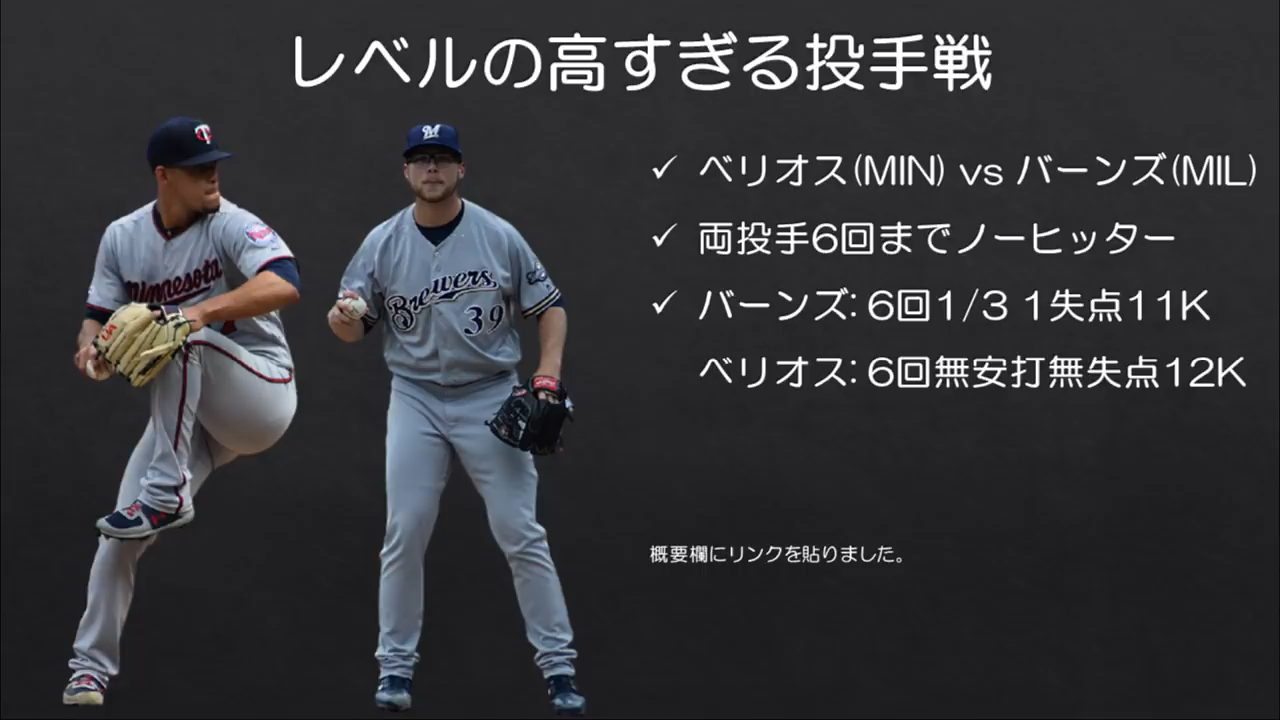 レベルの高すぎる投手戦
✓ ベリオス(MIN) vs バーンズ(MIL)
✓ 両投手6回までノーヒッター
✓ バーンズ: 6回1/3 1失点11K
ベリオス: 6回無安打無失点12K
概要欄にリンクを貼りました。
T
M
Minnesota
Brewers
39